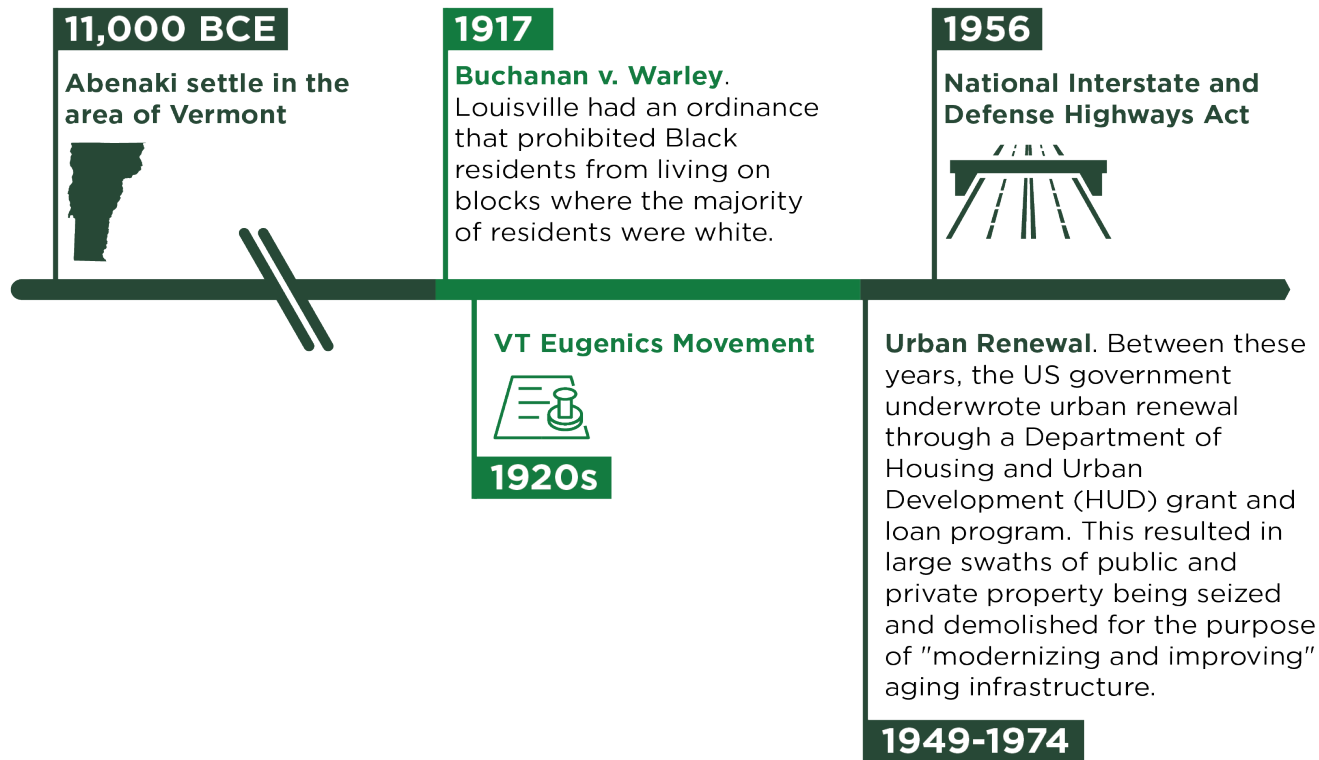 11,000 BCE
Abenaki settle in the
area of Vermont
1917
Buchanan v. Warley.
Louisville had an ordinance
that prohibited Black
residents from living on
blocks where the majority
of residents were white.
1956
National Interstate and
Defense Highways Act
VT Eugenics Movement
1920s
Urban Renewal. Between these
years, the US government
underwrote urban renewal
through a Department of
Housing and Urban
Development (HUD) grant and
loan program. This resulted in
large swaths of public and
private property being seized
and demolished for the purpose
of "modernizing and improving"
aging infrastructure.
1949-1974